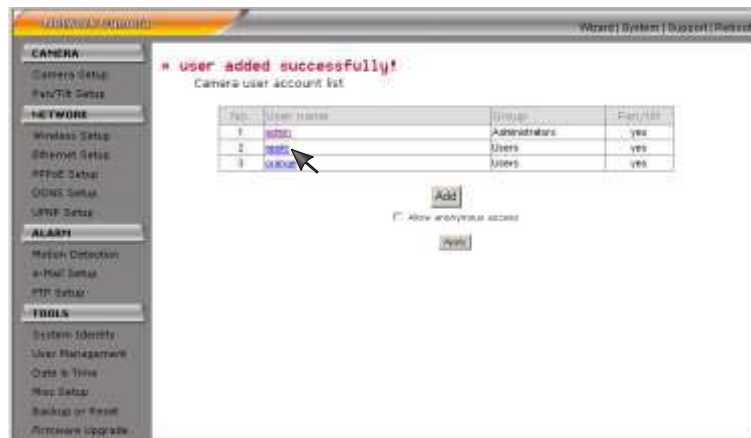 Wizard | System | Support | Reboot
CAMERA
Camera Setup
Pan/Tilt Setup
NETWORK
Wireless Setup
Ethernet Setup
PPPoE Setup
DDNS Setup
UPNP Setup
ALARM
Motion Detection
e-Mail Setup
FTP Setup
TOOLS
System Identity
User Management
Date & Time
Misc Setup
Backup or Reset
Firmware Upgrade
user added successfully!
Camera user account list
No. User name Group Pan/tilt
1 admin Administrators yes
2 Users yes
3 orange Users yes
Add
Allow anonymous access
Apply